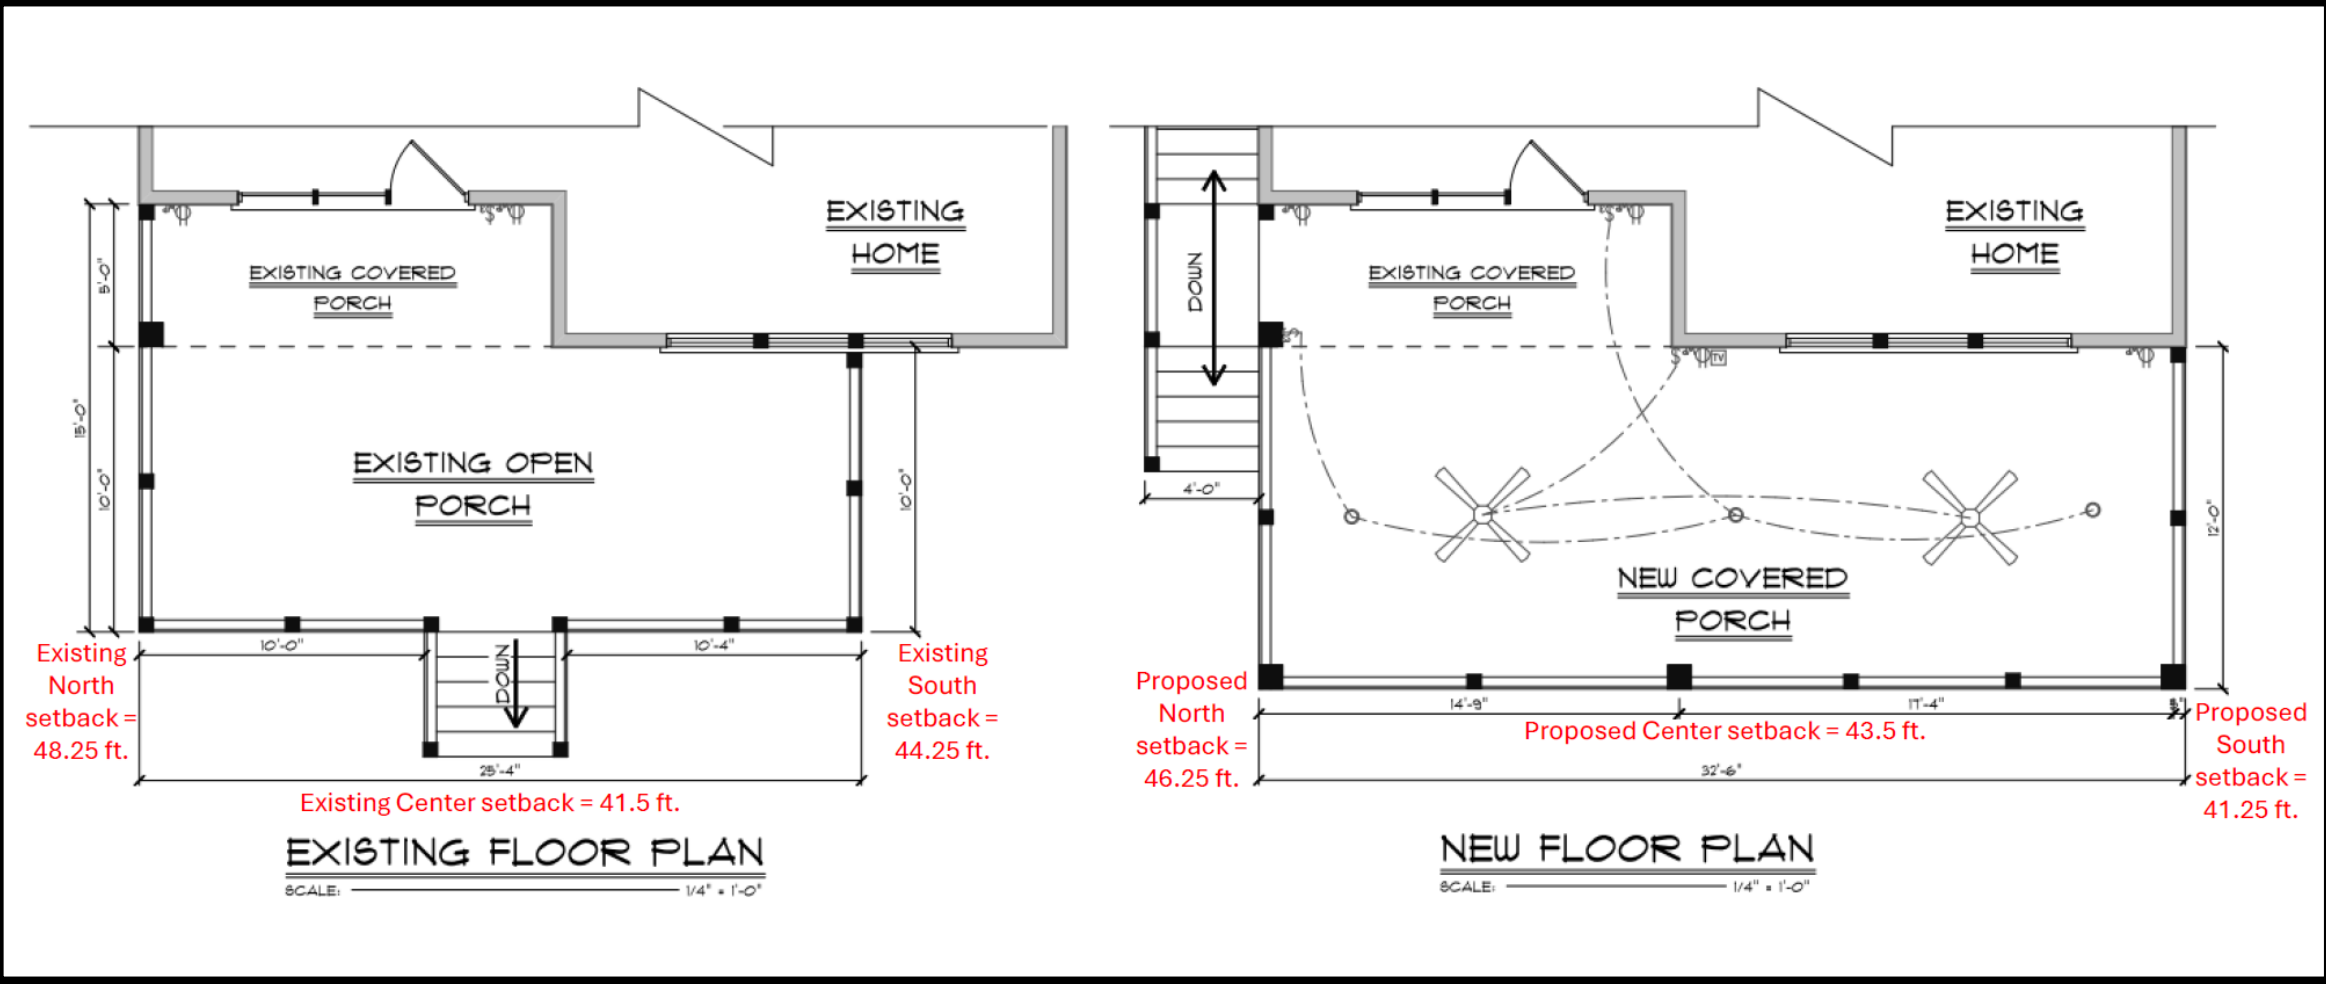 EXISTING
HOME
EXISTING COVERED
PORCH
5'-0"
15'-0"
10'-0"
EXISTING OPEN
PORCH
10'-0"
10'-0"
DOWN
10'-4"
25'-4"
Existing
North
setback =
48.25 ft.
Existing
South
setback =
44.25 ft.
Existing Center setback = 41.5 ft.
EXISTING FLOOR PLAN
SCALE: 1/4" = 1'-0"
EXISTING
HOME
EXISTING COVERED
PORCH
DOWN
4'-0"
TV
12'-0"
NEW COVERED
PORCH
14'-9"
17'-4"
Proposed Center setback = 43.5 ft.
32'-6"
Proposed
North
setback =
46.25 ft.
Proposed
South
setback =
41.25 ft.
NEW FLOOR PLAN
SCALE: 1/4" = 1'-0"